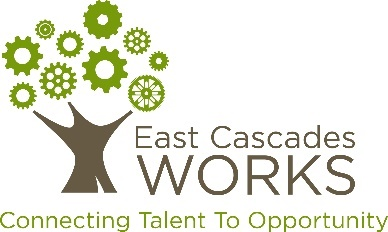 East Cascades
WORKS
Connecting Talent To Opportunity